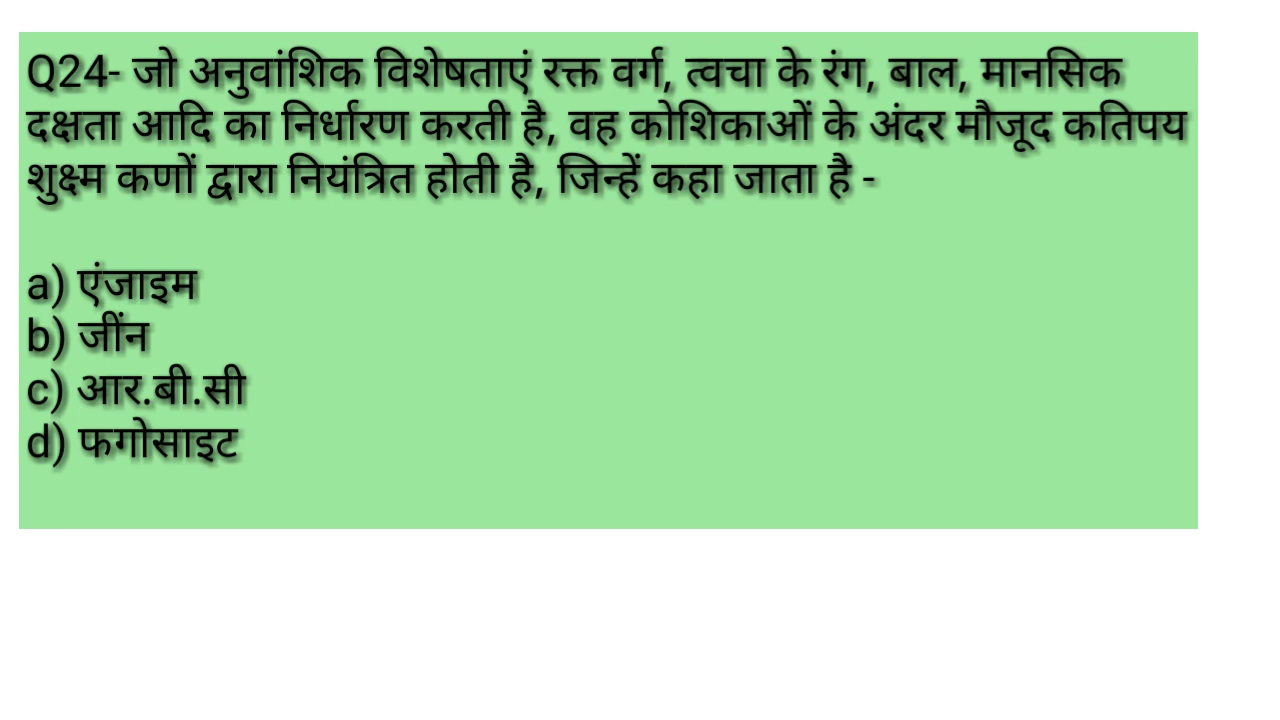 Q24- जो अनुवांशिक विशेषताएं रक्त वर्ग, त्वचा के रंग, बाल, मानसिक
दक्षता आदि का निर्धारण करती है, वह कोशिकाओं के अंदर मौजूद कतिपय
शुक्ष्म कणों द्वारा नियंत्रित होती है, जिन्हें कहा जाता है -
a) एंजाइम
b) जींन
c) आर.बी.सी
d) फगोसाइट